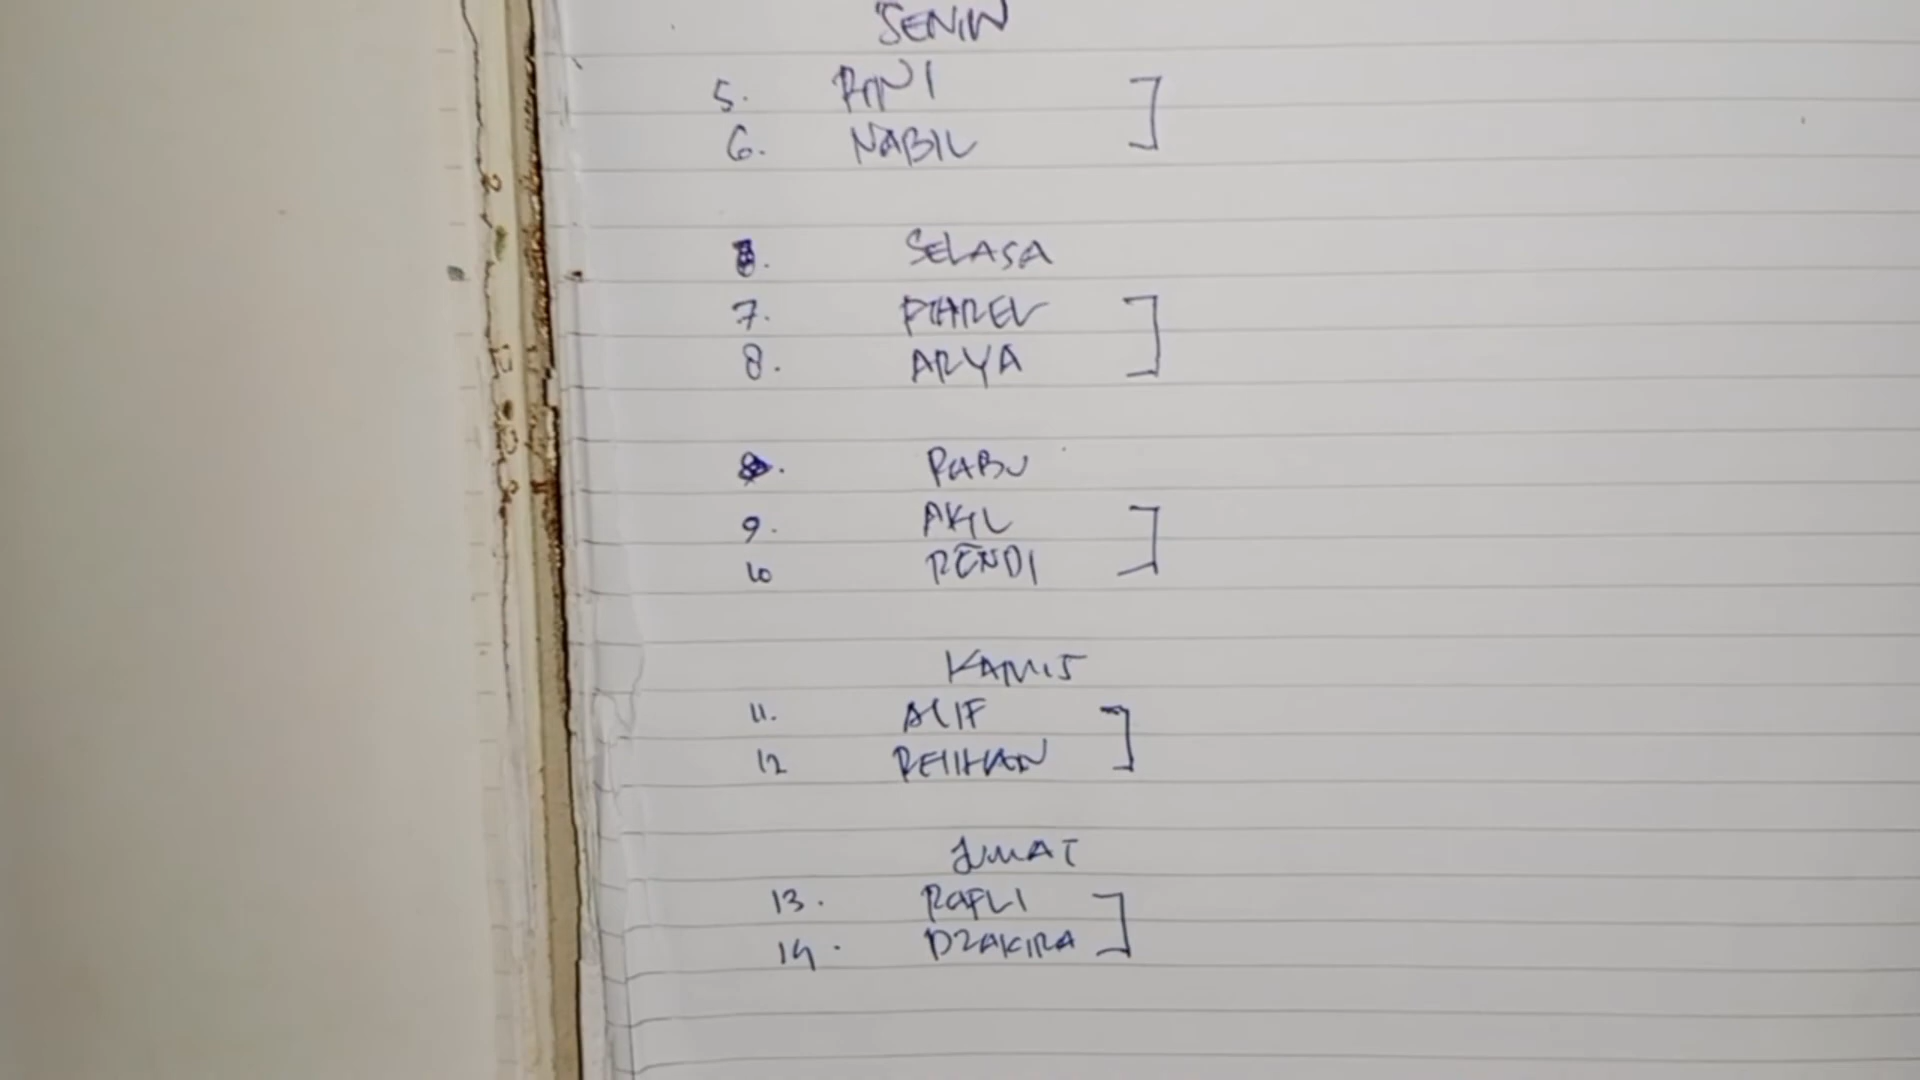 SENIN
5. RANI
6. NABIL
SELASA
7. FHAREL
8. ARYA
RABU
9. AKIL
10 RENDI
KAMIS
11. ALIF
12 REIHAN
JUMAT
13. RAFLI
14. DZAKIRA